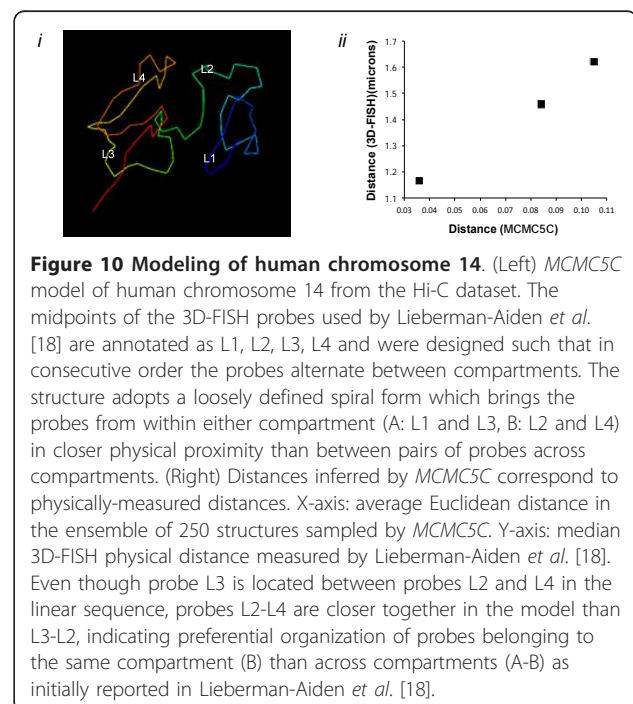 i
L4
L2
L3
L1
ii
Distance (3D-FISH)(microns)
1.7
1.6
1.5
1.4
1.3
1.2
1.1
0.03 0.04 0.05 0.06 0.07 0.08 0.09 0.10 0.11
Distance (MCMC5C)
Figure 10 Modeling of human chromosome 14. (Left) MCMC5C
model of human chromosome 14 from the Hi-C dataset. The
midpoints of the 3D-FISH probes used by Lieberman-Aiden et al.
[18] are annotated as L1, L2, L3, L4 and were designed such that in
consecutive order the probes alternate between compartments. The
structure adopts a loosely defined spiral form which brings the
probes from within either compartment (A: L1 and L3, B: L2 and L4)
in closer physical proximity than between pairs of probes across
compartments. (Right) Distances inferred by MCMC5C correspond to
physically-measured distances. X-axis: average Euclidean distance in
the ensemble of 250 structures sampled by MCMC5C. Y-axis: median
3D-FISH physical distance measured by Lieberman-Aiden et al. [18].
Even though probe L3 is located between probes L2 and L4 in the
linear sequence, probes L2-L4 are closer together in the model than
L3-L2, indicating preferential organization of probes belonging to
the same compartment (B) than across compartments (A-B) as
initially reported in Lieberman-Aiden et al. [18].